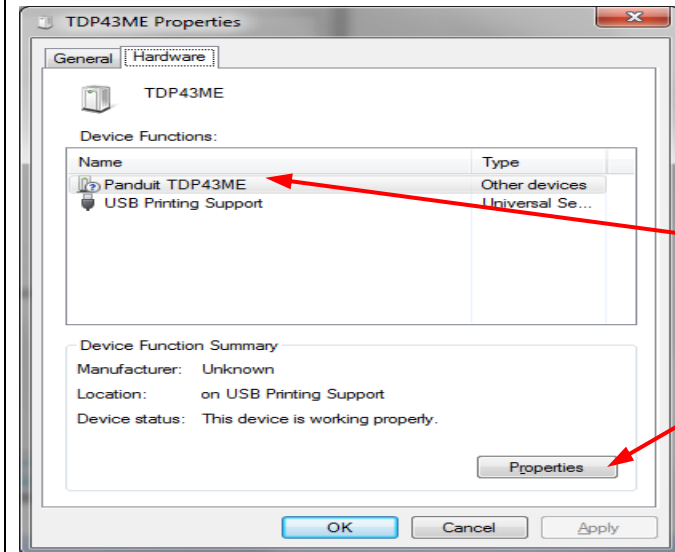 TDP43ME Properties
General Hardware
TDP43ME
Device Functions:
Name Type
Panduit TDP43ME Other devices
USB Printing Support Universal Se...
Device Function Summary
Manufacturer: Unknown
Location: on USB Printing Support
Device status: This device is working properly.
Properties
OK Cancel Apply